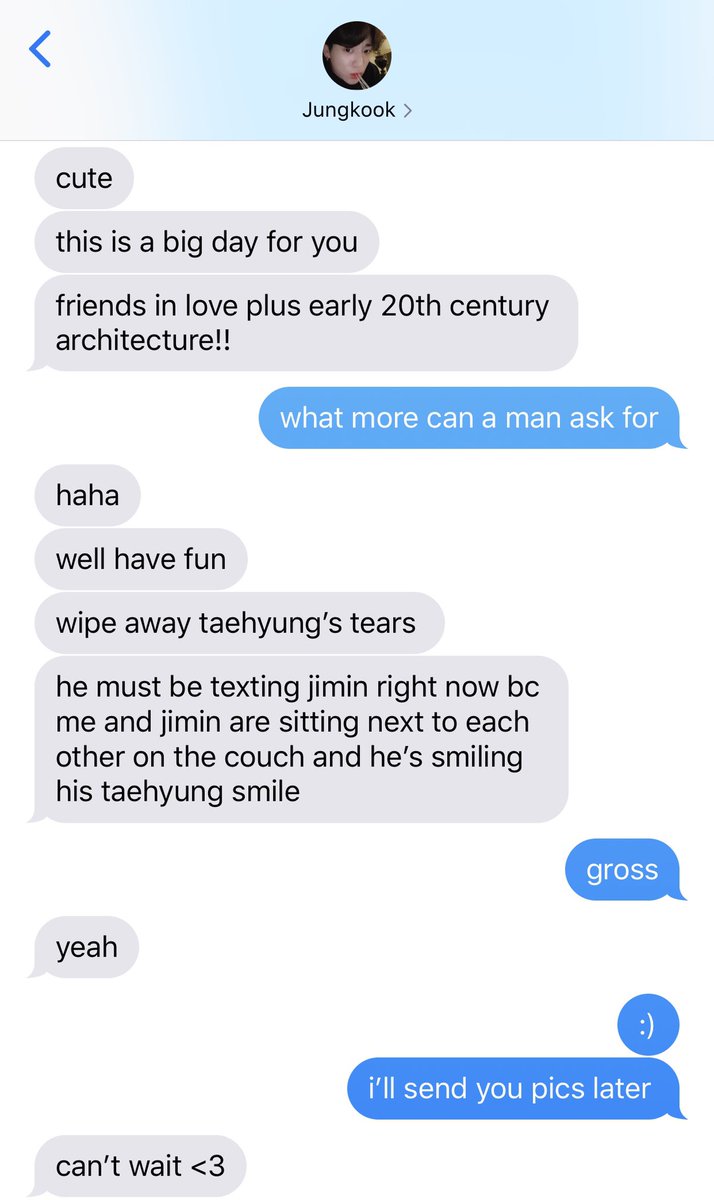 Jungkook
cute
this is a big day for you
friends in love plus early 20th century
architecture!!
what more can a man ask for
haha
well have fun
wipe away taehyung’s tears
he must be texting jimin right now bc
me and jimin are sitting next to each
other on the couch and he’s smiling
his taehyung smile
gross
yeah
:)
i’ll send you pics later
can’t wait <3